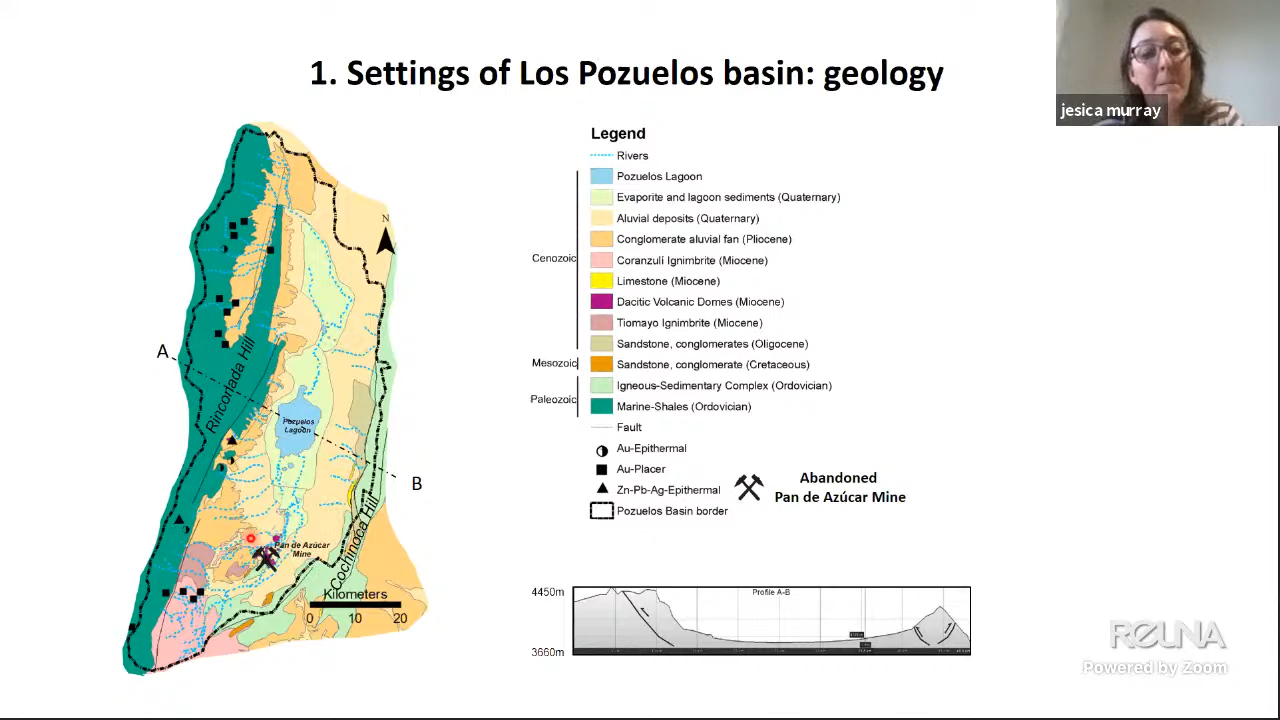 1. Settings of Los Pozuelos basin: geology
jesica murray
Legend
Rivers
Pozuelos Lagoon
Evaporite and lagoon sediments (Quaternary)
Aluvial deposits (Quaternary)
Conglomerate aluvial fan (Pliocene)
Cenozoic
Coranzulí Ignimbrite (Miocene)
Limestone (Miocene)
Dacitic Volcanic Domes (Miocene)
Tiomayo Ignimbrite (Miocene)
Sandstone, conglomerates (Oligocene)
Mesozoic
Sandstone, conglomerate (Cretaceous)
Igneous-Sedimentary Complex (Ordovician)
Paleozoic
Marine-Shales (Ordovician)
Fault
Au-Epithermal
Au-Placer
Zn-Pb-Ag-Epithermal
Pozuelos Basin border
Abandoned
Pan de Azúcar Mine
N
A
Rinconada Hill
Pozuelos
Lagoon
B
Cochinoca Hill
Pan de Azúcar
Mine
Kilometers
0 10 20
4450m
Profile A-B
3660m
REUNA
Powered by Zoom